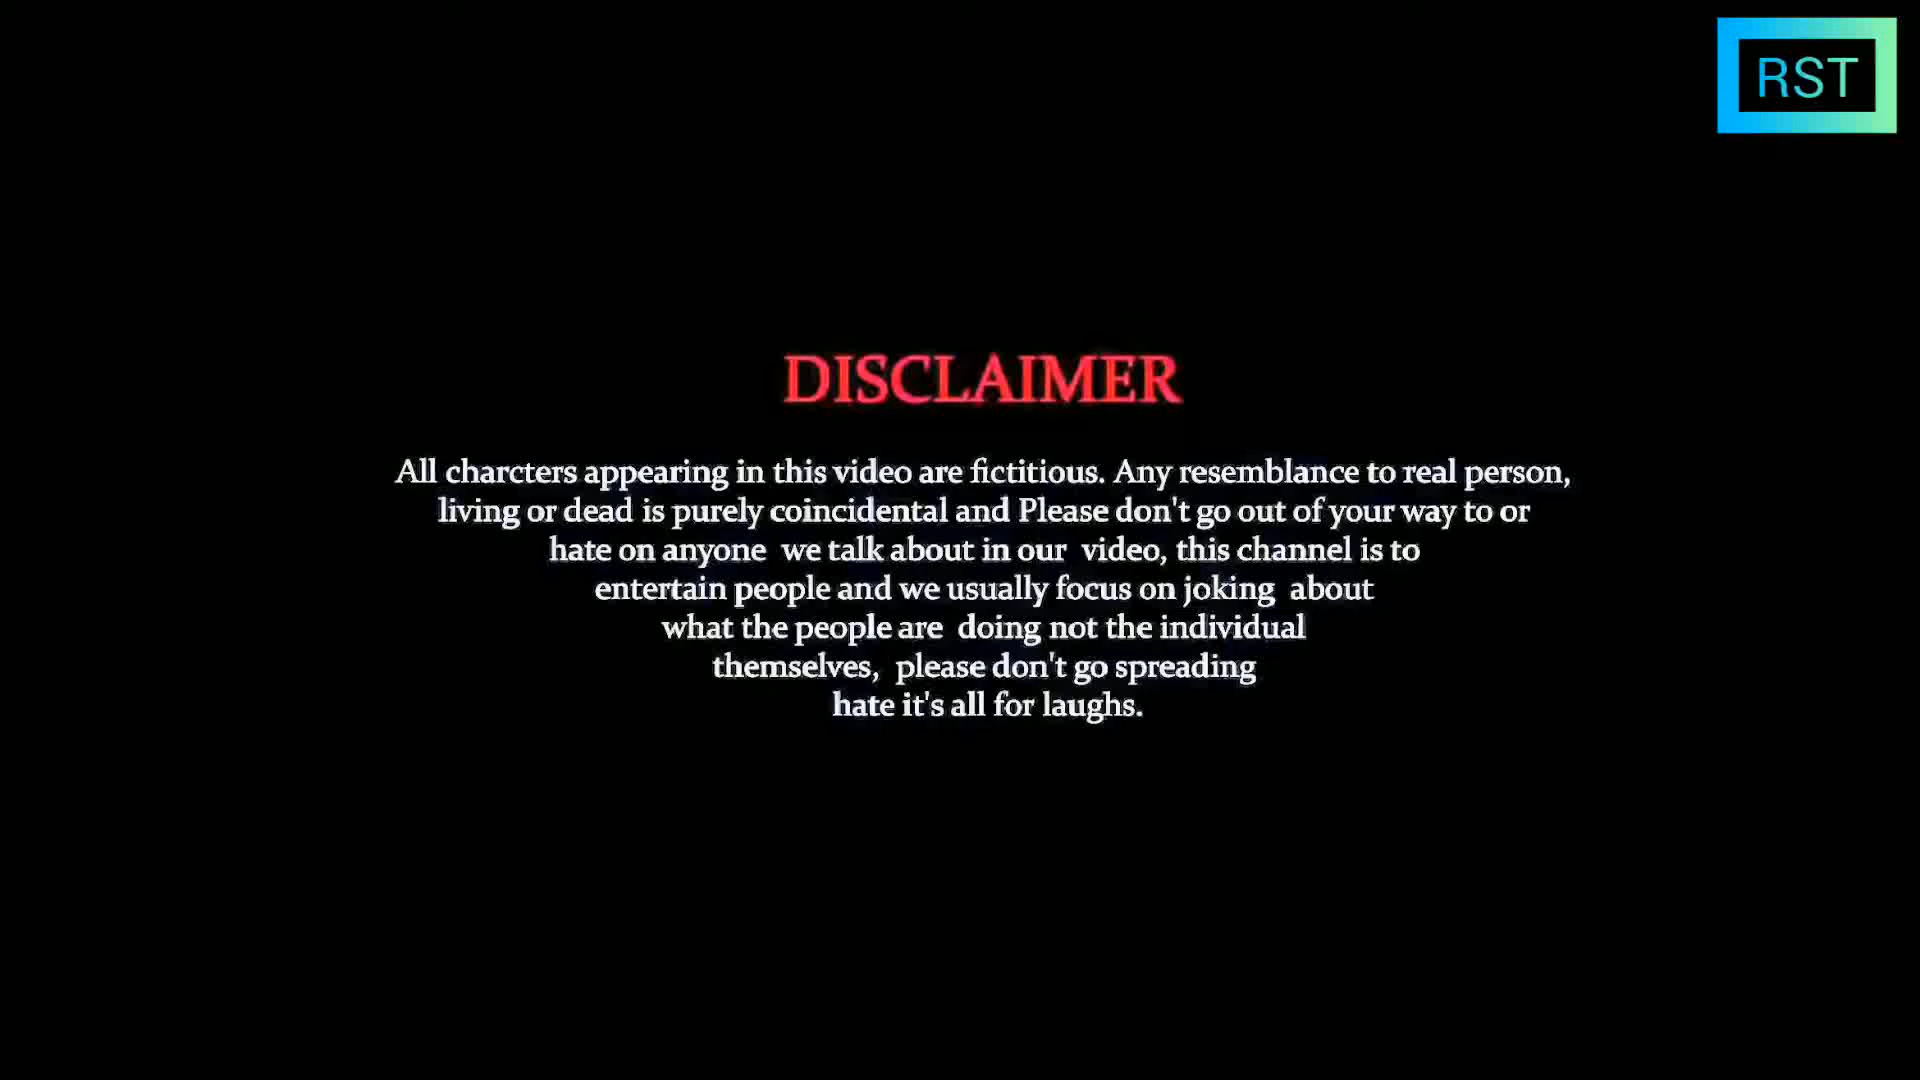 RST
DISCLAIMER
All charcters appearing in this video are fictitious. Any resemblance to real person,
living or dead is purely coincidental and Please don't go out of your way to or
hate on anyone we talk about in our video, this channel is to
entertain people and we usually focus on joking about
what the people are doing not the individual
themselves, please don't go spreading
hate it's all for laughs.